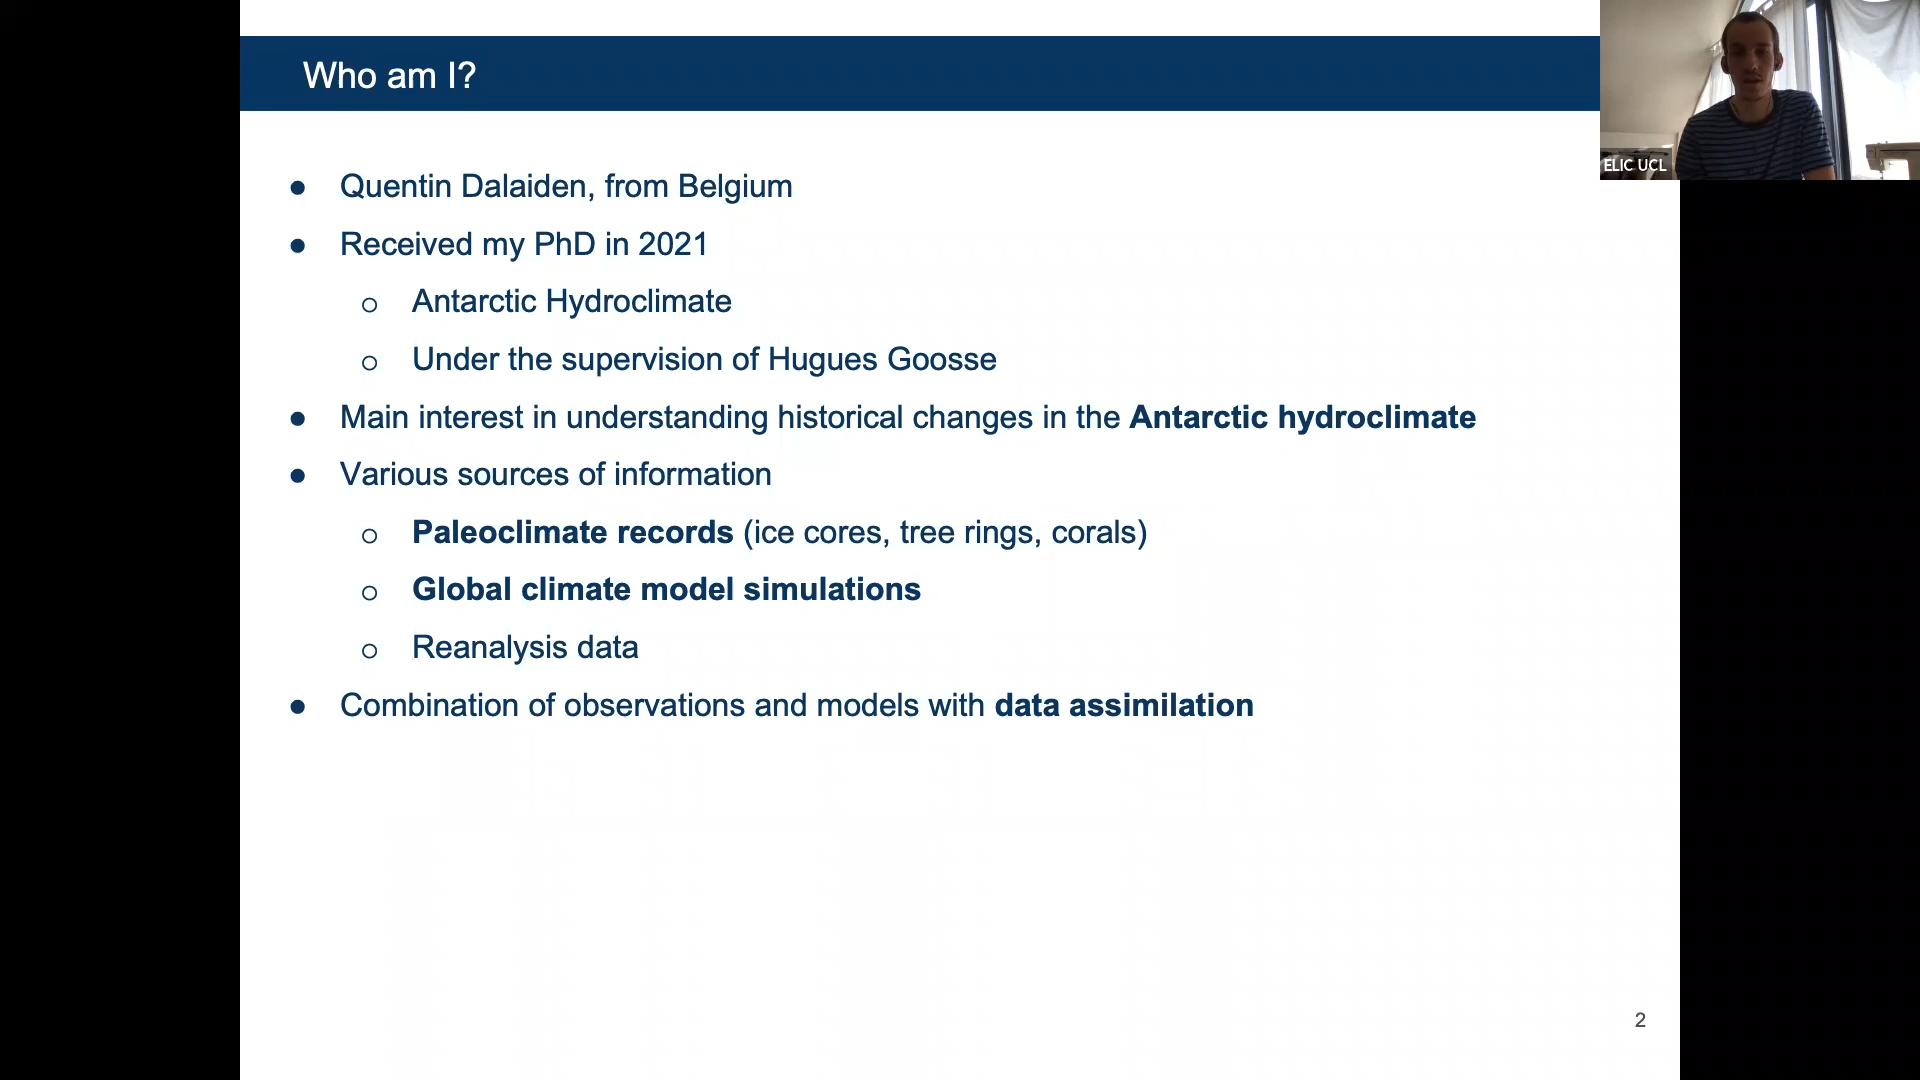 Who am I?
ELIC UCL
● Quentin Dalaiden, from Belgium
● Received my PhD in 2021
○ Antarctic Hydroclimate
○ Under the supervision of Hugues Goosse
● Main interest in understanding historical changes in the Antarctic hydroclimate
● Various sources of information
○ Paleoclimate records (ice cores, tree rings, corals)
○ Global climate model simulations
○ Reanalysis data
● Combination of observations and models with data assimilation
2